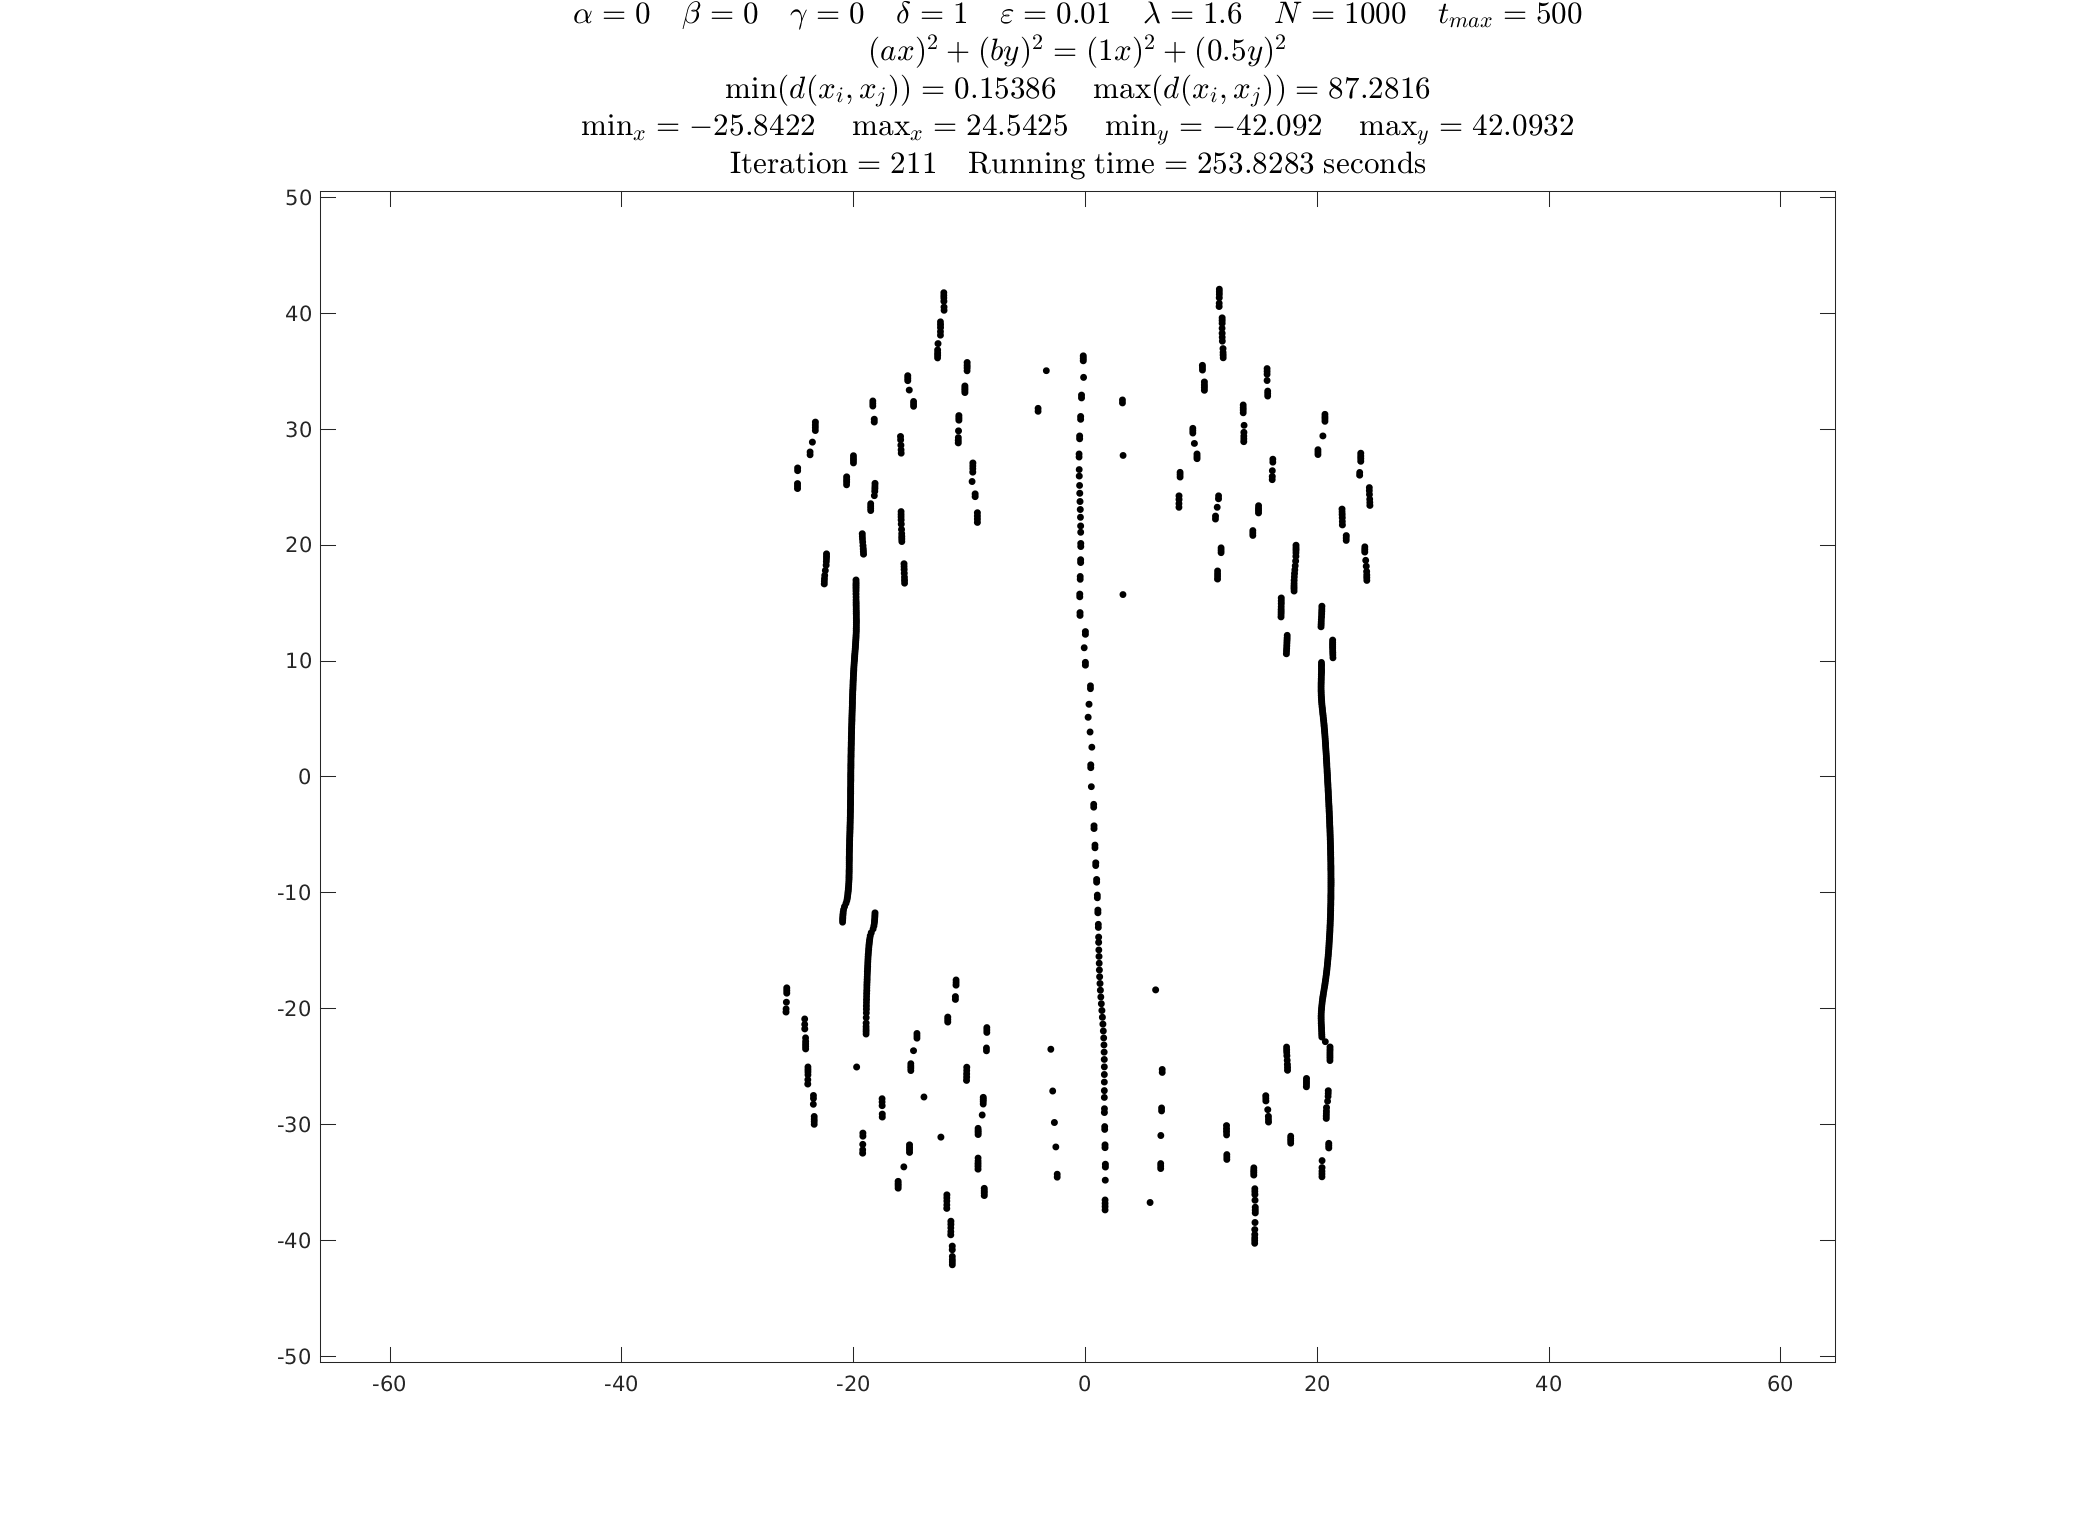 α = 0 β = 0 γ = 0 δ = 1 ε = 0.01 λ = 1.6 N = 1000 t_{max} = 500
(ax)² + (by)² = (1x)² + (0.5y)²
min(d(x_i, x_j)) = 0.15386 max(d(x_i, x_j)) = 87.2816
min_x = −25.8422 max_x = 24.5425 min_y = −42.092 max_y = 42.0932
Iteration = 211 Running time = 253.8283 seconds
50
40
30
20
10
0
-10
-20
-30
-40
-50
-60 -40 -20 0 20 40 60